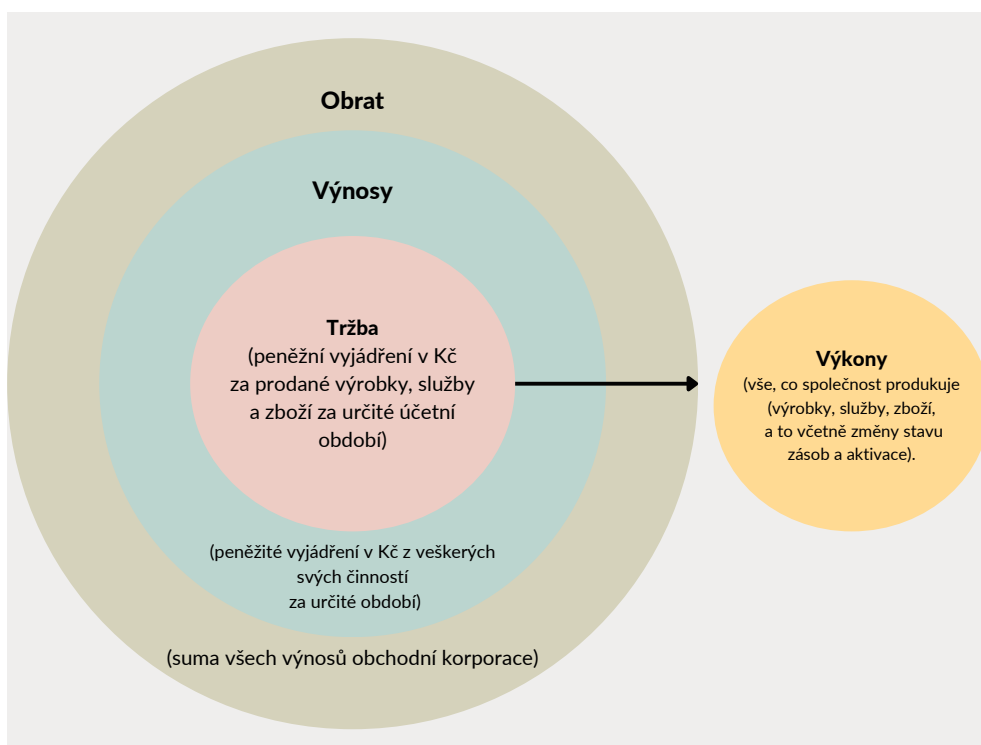 Obrat
Výnosy
Tržba
(peněžní vyjádření v Kč
za prodané výrobky, služby
a zboží za určité účetní
období)
(peněžité vyjádření v Kč z veškerých
svých činností
za určité období)
(suma všech výnosů obchodní korporace)
Výkony
(vše, co společnost produkuje
(výrobky, služby, zboží,
a to včetně změny stavu
zásob a aktivace).